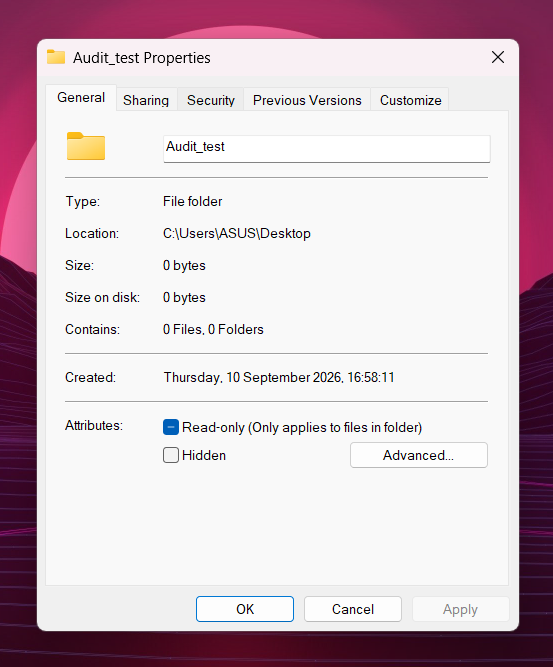 Audit_test Properties
General Sharing Security Previous Versions Customize
Audit_test
Type: File folder
Location: C:\Users\ASUS\Desktop
Size: 0 bytes
Size on disk: 0 bytes
Contains: 0 Files, 0 Folders
Created: Thursday, 10 September 2026, 16:58:11
Attributes: Read-only (Only applies to files in folder)
Hidden Advanced...
OK Cancel Apply